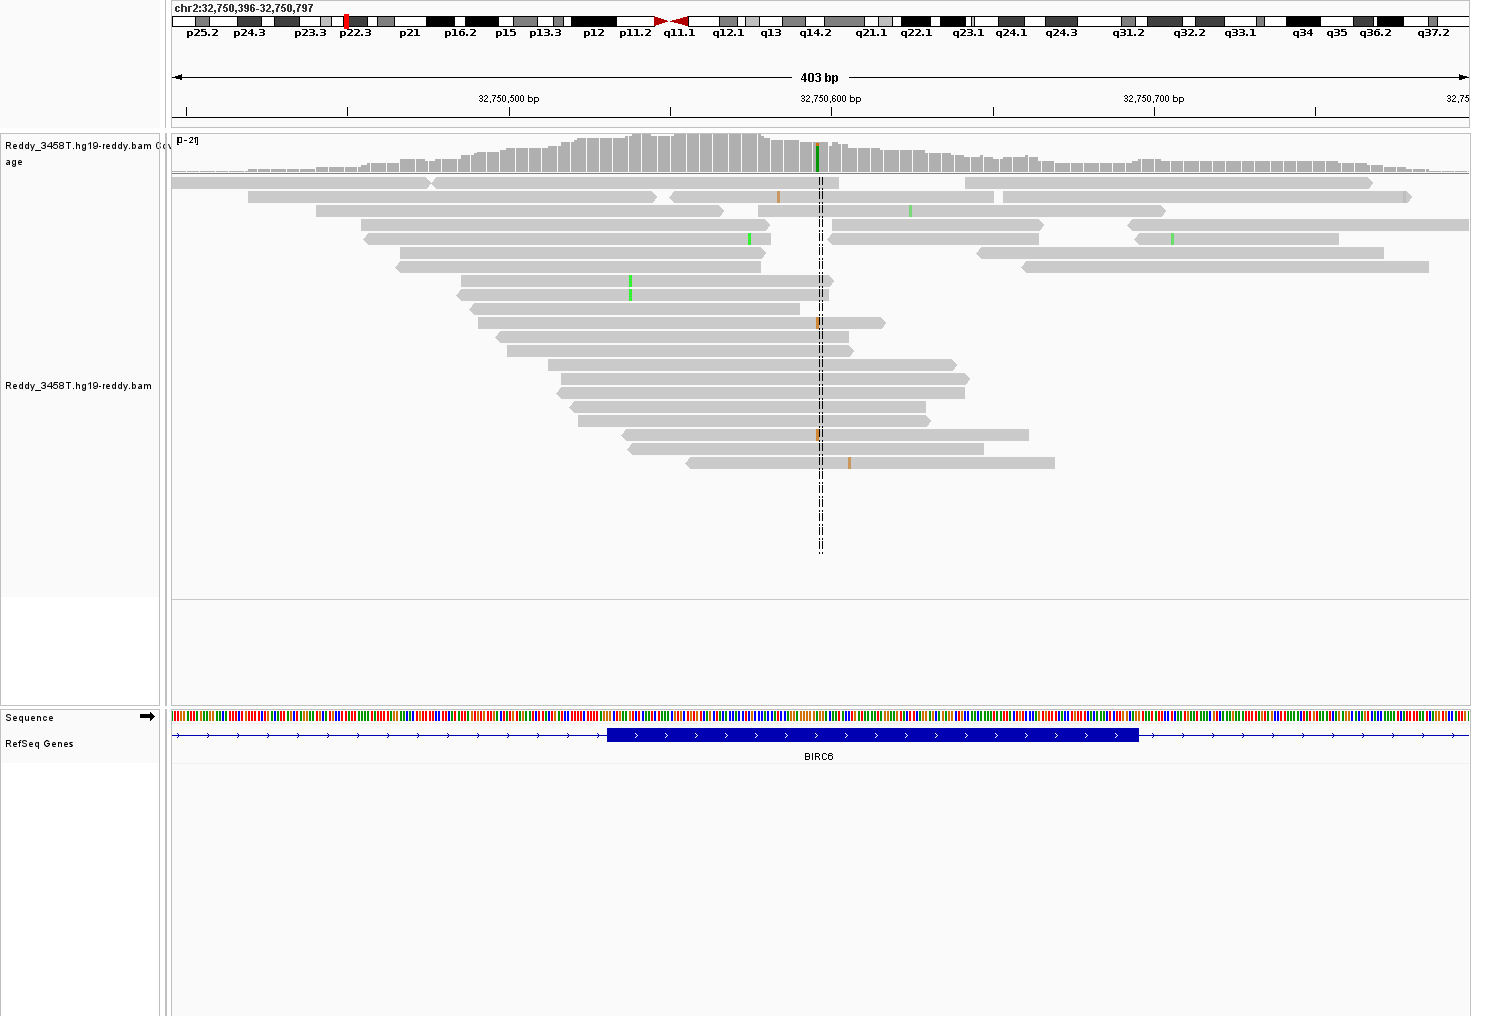 chr2:32,750,396-32,750,797
p25.2 p24.3 p23.3 p22.3 p21 p16.2 p15 p13.3 p12 p11.2 q11.1 q12.1 q13 q14.2 q21.1 q22.1 q23.1 q24.1 q24.3 q31.2 q32.2 q33.1 q34 q35 q36.2 q37.2
403 bp
32,750,500 bp 32,750,600 bp 32,750,700 bp 32,75
Reddy_3458T.hg19-reddy.bam Cov
age
[0-21]
Reddy_3458T.hg19-reddy.bam
Sequence
RefSeq Genes
BIRC6